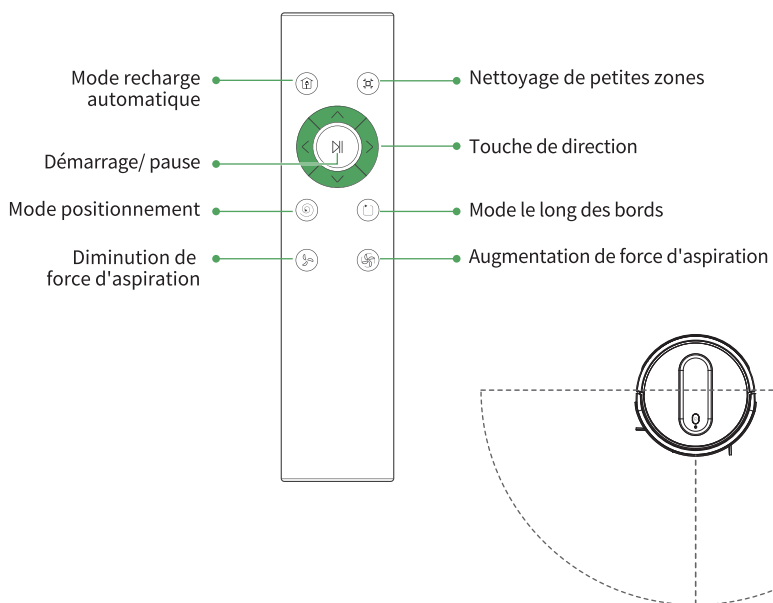 Mode recharge
automatique
Démarrage/ pause
Mode positionnement
Diminution de
force d'aspiration
Nettoyage de petites zones
Touche de direction
Mode le long des bords
Augmentation de force d'aspiration